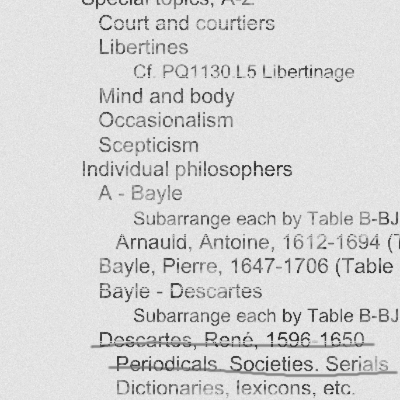 Special topics, A-Z
Court and courtiers
Libertines
Cf. PQ1130.L5 Libertinage
Mind and body
Occasionalism
Scepticism
Individual philosophers
A - Bayle
Subarrange each by Table B-BJ
Arnauld, Antoine, 1612-1694 (T
Bayle, Pierre, 1647-1706 (Table
Bayle - Descartes
Subarrange each by Table B-BJ
Descartes, René, 1596-1650
Periodicals. Societies. Serials
Dictionaries, lexicons, etc.